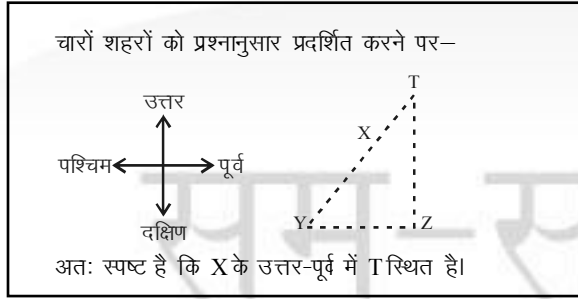 चारों शहरों को प्रश्नानुसार प्रदर्शित करने पर–
उत्तर
पश्चिम
पूर्व
दक्षिण
T
X
Y
Z
अतः स्पष्ट है कि X के उत्तर-पूर्व में T स्थित है।